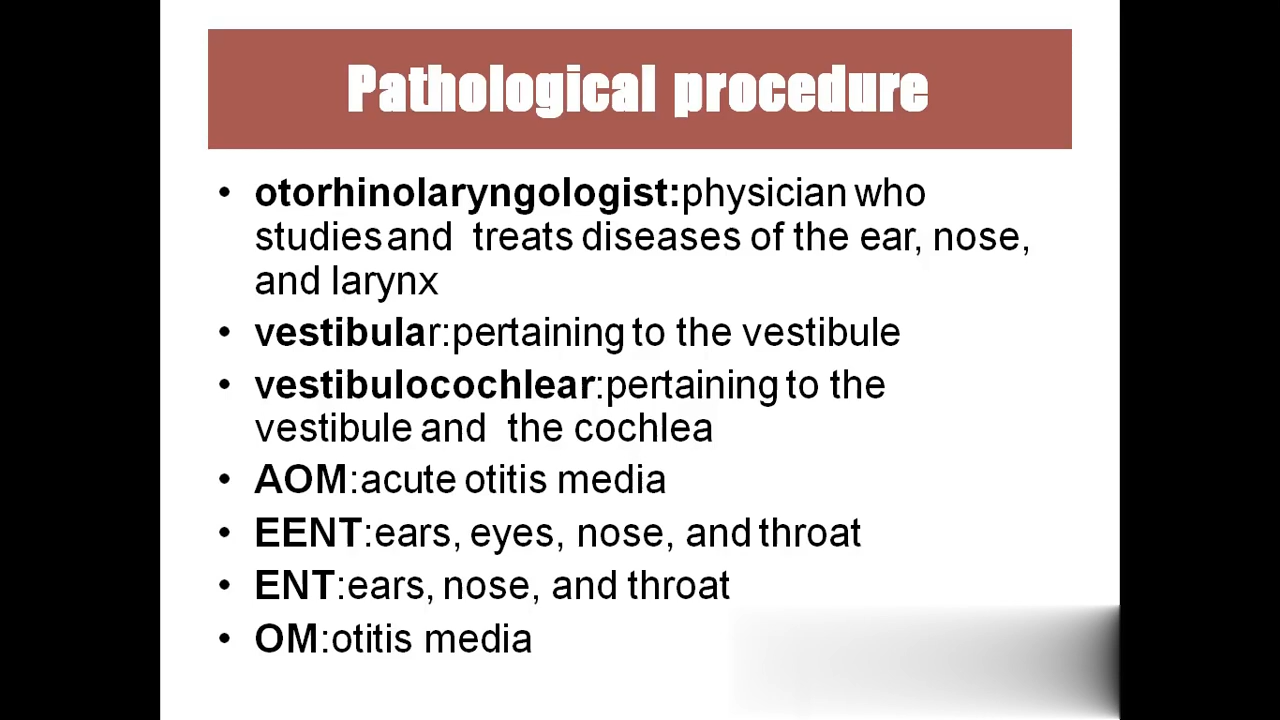 Pathological procedure
• otorhinolaryngologist:physician who
studies and treats diseases of the ear, nose,
and larynx
• vestibular:pertaining to the vestibule
• vestibulocochlear:pertaining to the
vestibule and the cochlea
• AOM:acute otitis media
• EENT:ears, eyes, nose, and throat
• ENT:ears, nose, and throat
• OM:otitis media